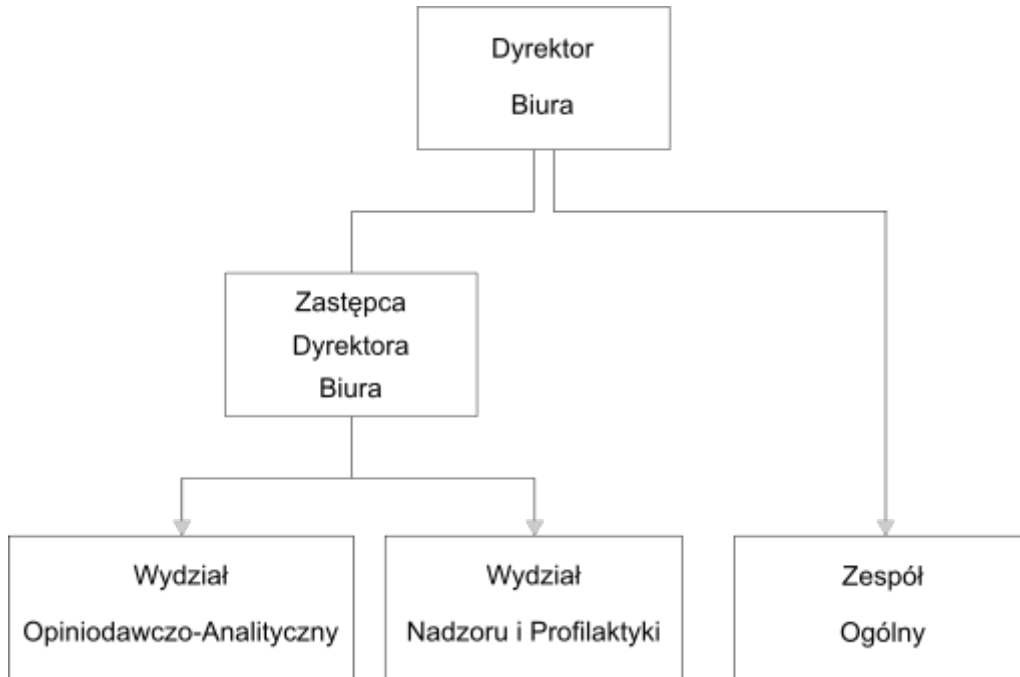 Dyrektor
Biura
Zastępca
Dyrektora
Biura
Wydział
Opiniodawczo-Analityczny
Wydział
Nadzoru i Profilaktyki
Zespół
Ogólny